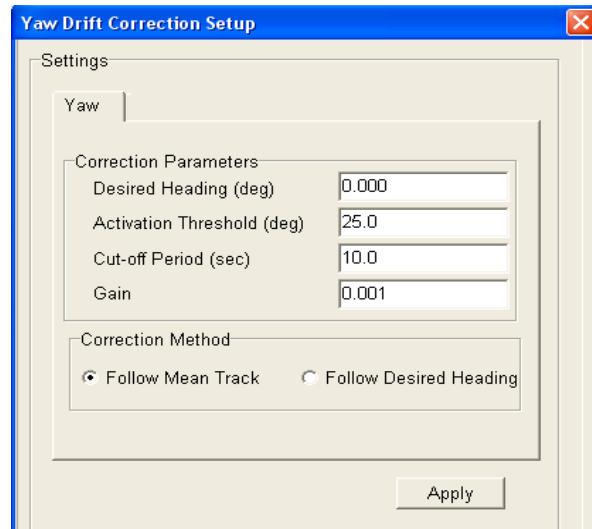 Yaw Drift Correction Setup
Settings
Yaw
Correction Parameters
Desired Heading (deg) 0.000
Activation Threshold (deg) 25.0
Cut-off Period (sec) 10.0
Gain 0.001
Correction Method
Follow Mean Track Follow Desired Heading
Apply